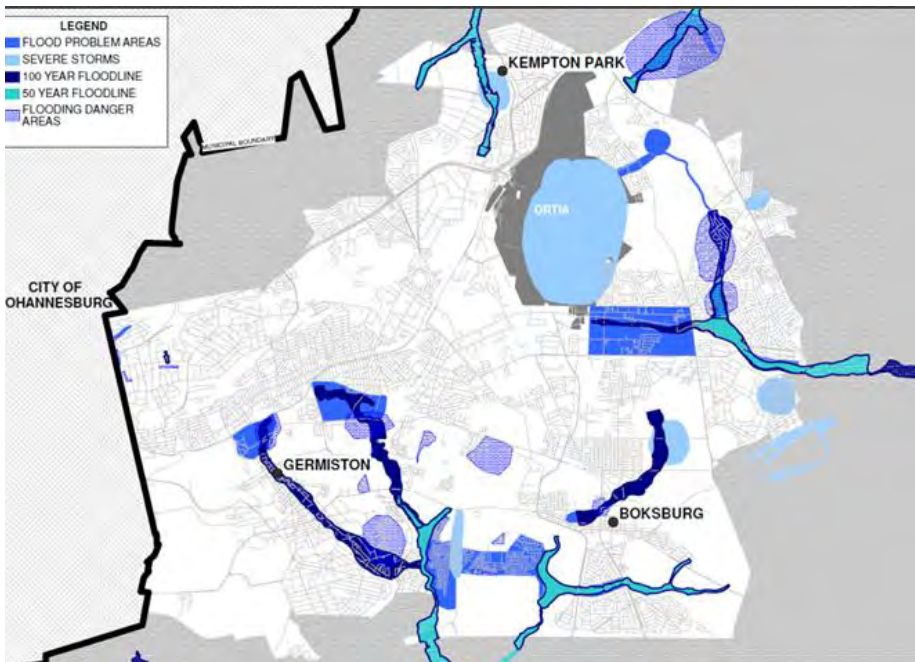 LEGEND
FLOOD PROBLEM AREAS
SEVERE STORMS
100 YEAR FLOODLINE
50 YEAR FLOODLINE
FLOODING DANGER
AREAS
KEMPTON PARK
MUNICIPAL BOUNDARY
ORTIA
CITY OF
OHANNESBURG
GERMISTON
BOKSBURG